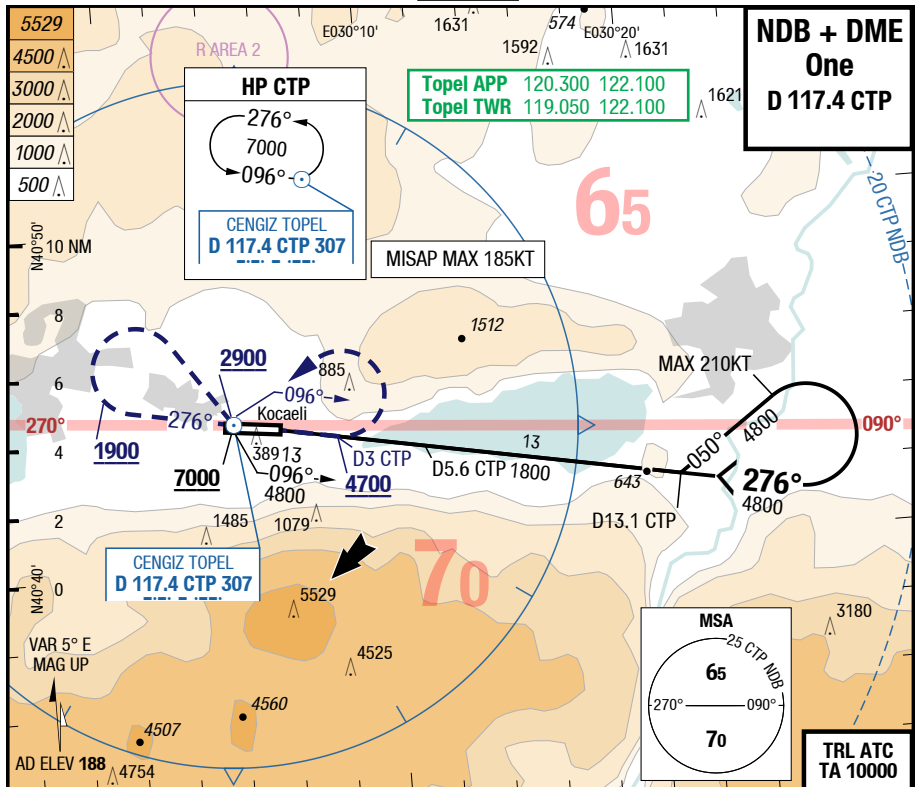 5529
4500
3000
2000
1000
500
R AREA 2
E030°10'
1631
574
E030°20'
1592
1631
1621
NDB + DME
One
D 117.4 CTP
Topel APP 120.300 122.100
Topel TWR 119.050 122.100
HP CTP
276°
7000
096°
CENGIZ TOPEL
D 117.4 CTP 307
65
20 CTP NDB
N40°50'
10 NM
MISAP MAX 185KT
8
1512
2900
885
MAX 210KT
6
096°
Kocaeli
276°
270°
090°
4800
1900
13
050°
4
38913
D3 CTP
D5.6 CTP 1800
7000
096°
4700
643
276°
4800
4800
D13.1 CTP
2
1485
1079
CENGIZ TOPEL
D 117.4 CTP 307
70
N40°40'
0
5529
3180
MSA
25 CTP NDB
65
270°
090°
70
VAR 5° E
MAG UP
4525
4560
4507
AD ELEV 188
4754
TRL ATC
TA 10000